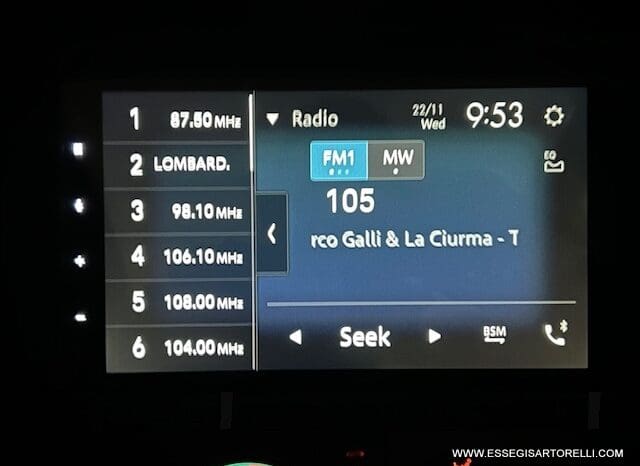 1 87.50 MHz
2 LOMBARD.
3 98.10 MHz
4 106.10 MHz
5 108.00 MHz
6 104.00 MHz
Radio
22/11
Wed
9:53
FM1 MW
EQ
105
rco Galli & La Ciurma - T
Seek
BSM
WWW.ESSEGISARTORELLI.COM